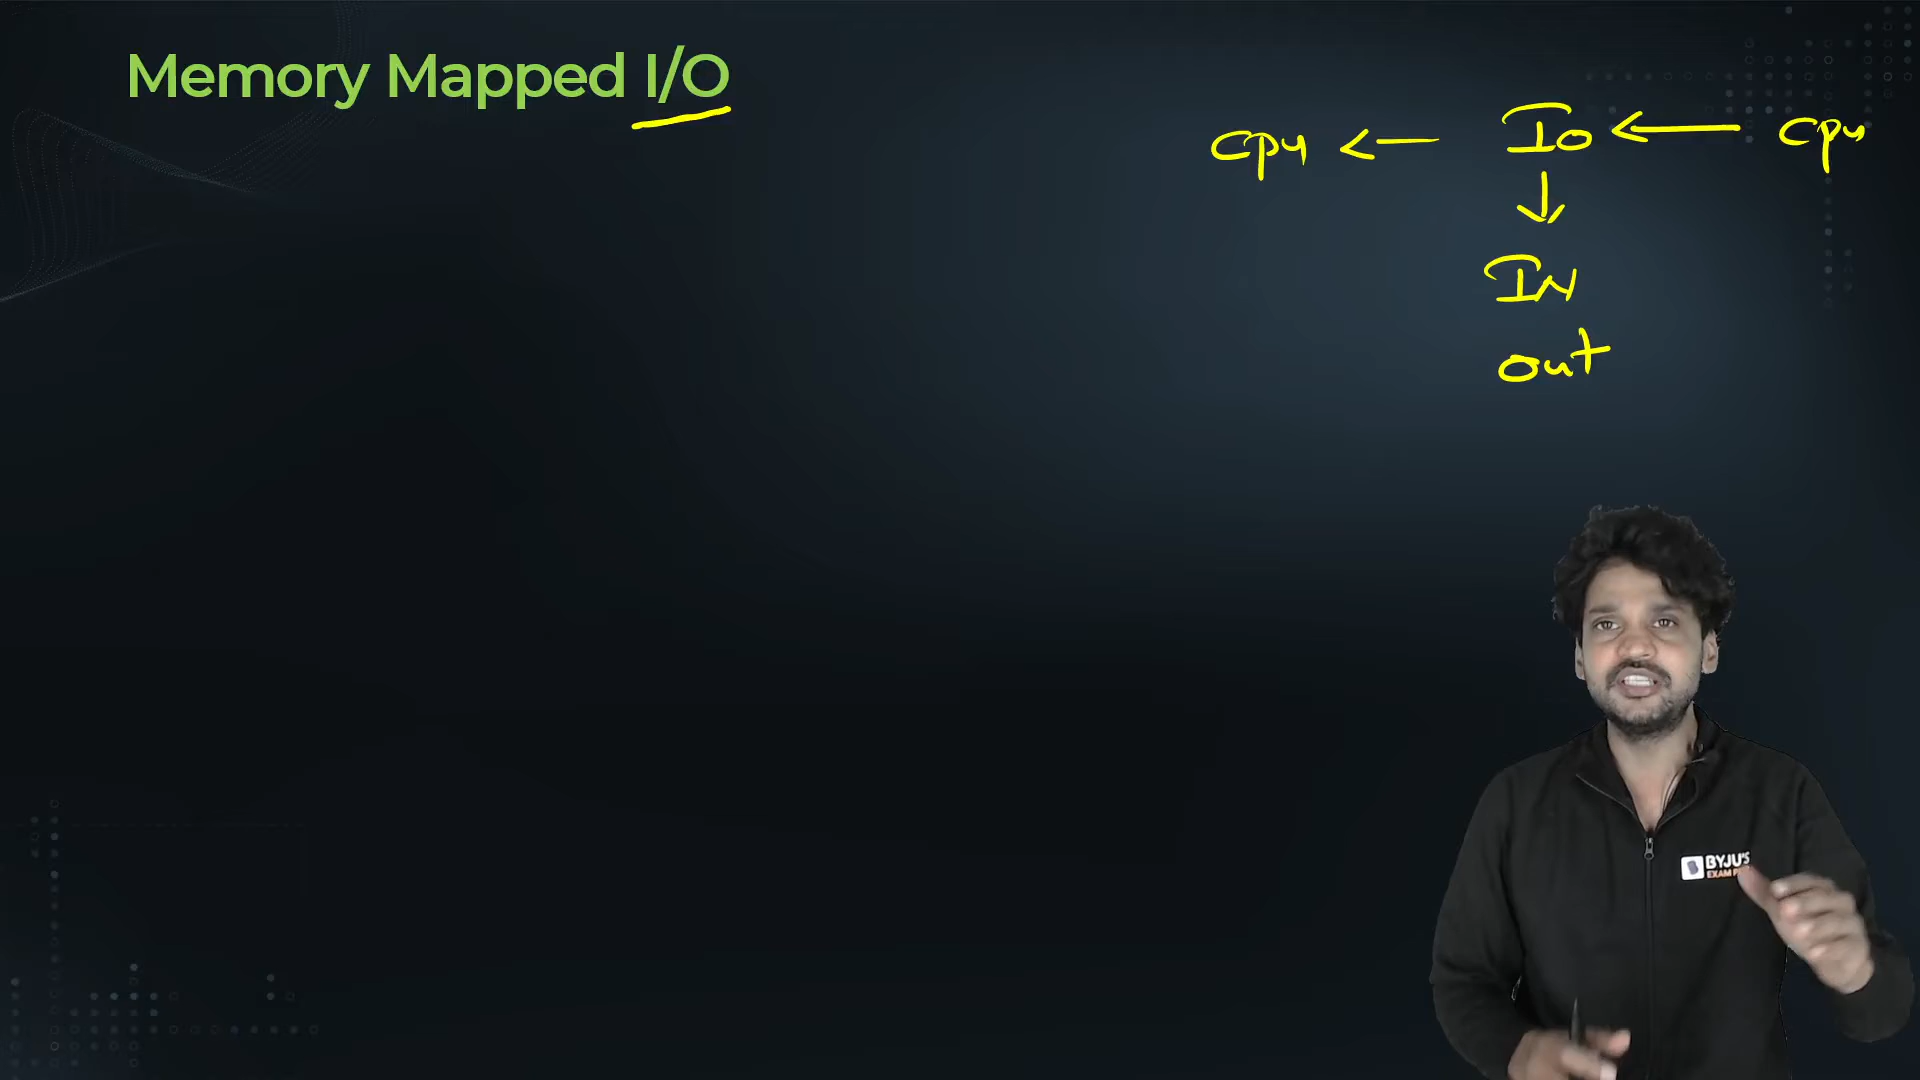 Memory Mapped I/O
cpu ← IO ← cpu
↓
IN
out
BYJU'S